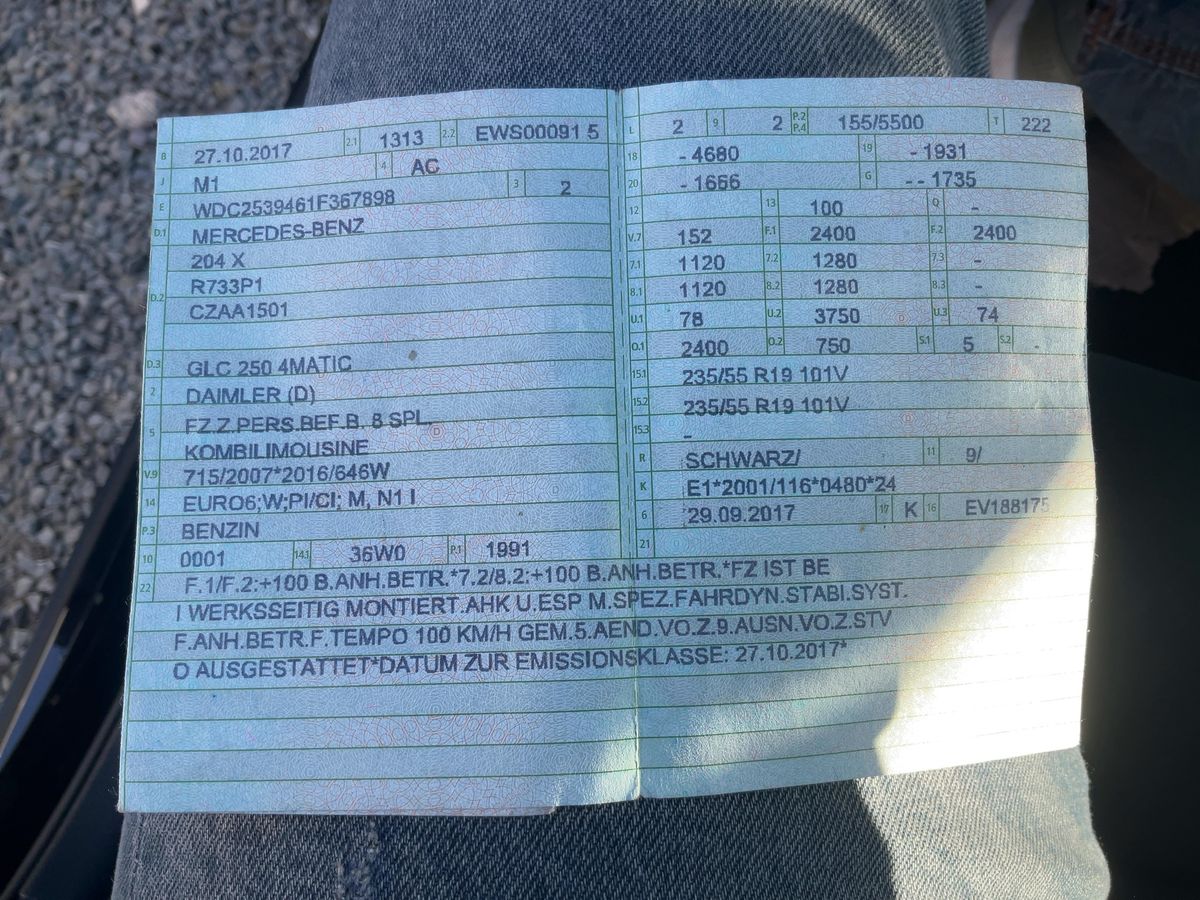 B 27.10.2017 2.1 1313 2.2 EWS00091 5
J M1 4 AC
E WDC2539461F367898 3 2
D.1 MERCEDES-BENZ
204 X
D.2 R733P1
CZAA1501
D.3 GLC 250 4MATIC
2 DAIMLER (D)
5 FZ.Z.PERS.BEF.B. 8 SPL.
KOMBILIMOUSINE
V.9 715/2007*2016/646W
14 EURO6;W;PI/CI; M, N1 I
P.3 BENZIN
10 0001 14.1 36W0 P.1 1991
L 2 9 2 P.2 P.4 155/5500 T 222
18 - 4680 19 - 1931
20 - 1666 G - - 1735
12 13 100 Q -
V.7 152 F.1 2400 F.2 2400
7.1 1120 7.2 1280 7.3 -
8.1 1120 8.2 1280 8.3 -
U.1 78 U.2 3750 U.3 74
O.1 2400 O.2 750 S.1 5 S.2 -
15.1 235/55 R19 101V
15.2 235/55 R19 101V
15.3 -
R SCHWARZ/ 11 9/
K E1*2001/116*0480*24
6 29.09.2017 17 K 16 EV188175
21
22 F.1/F.2:+100 B.ANH.BETR.*7.2/8.2:+100 B.ANH.BETR.*FZ IST BE
I WERKSSEITIG MONTIERT.AHK U.ESP M.SPEZ.FAHRDYN.STABI.SYST.
F.ANH.BETR.F.TEMPO 100 KM/H GEM.5.AEND.VO.Z.9.AUSN.VO.Z.STV
O AUSGESTATTET*DATUM ZUR EMISSIONSKLASSE: 27.10.2017*